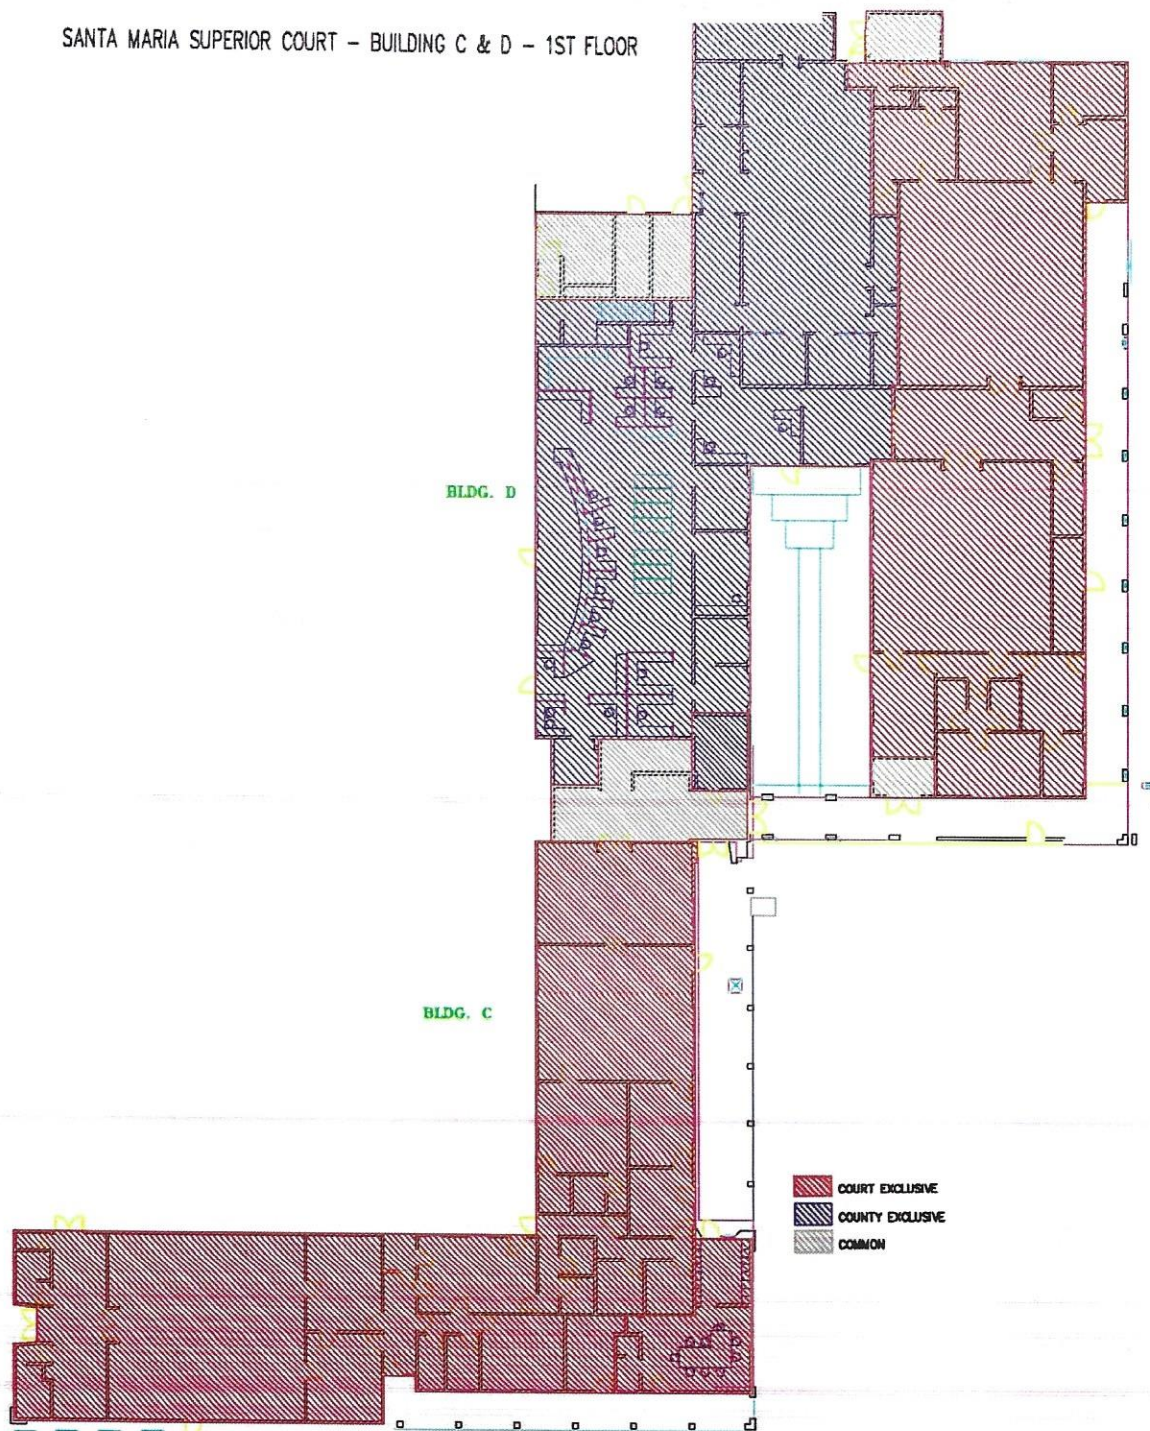 SANTA MARIA SUPERIOR COURT - BUILDING C & D - 1ST FLOOR
BLDG. D
BLDG. C
COURT EXCLUSIVE
COUNTY EXCLUSIVE
COMMON